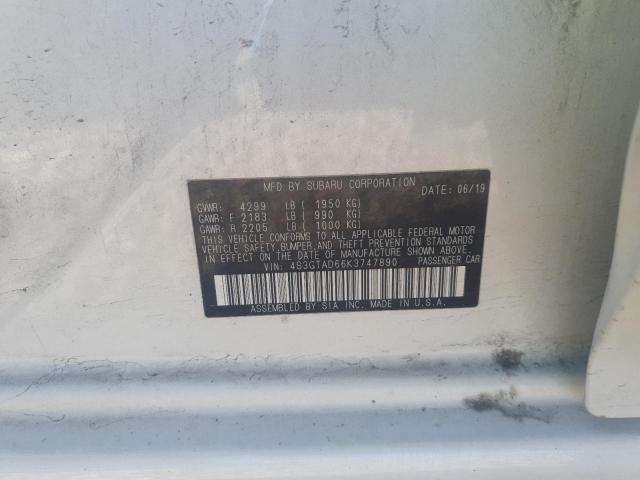 MFD BY SUBARU CORPORATION
DATE: 06/19
GVWR: 4299 LB ( 1950 KG)
GAWR: F 2183 LB ( 990 KG)
GAWR: R 2205 LB ( 1000 KG)
THIS VEHICLE CONFORMS TO ALL APPLICABLE FEDERAL MOTOR
VEHICLE SAFETY,BUMPER,AND THEFT PREVENTION STANDARDS
IN EFFECT ON THE DATE OF MANUFACTURE SHOWN ABOVE.
VIN: 4S3GTAD66K3747890 PASSENGER CAR
ASSEMBLED BY SIA INC. MADE IN U.S.A.